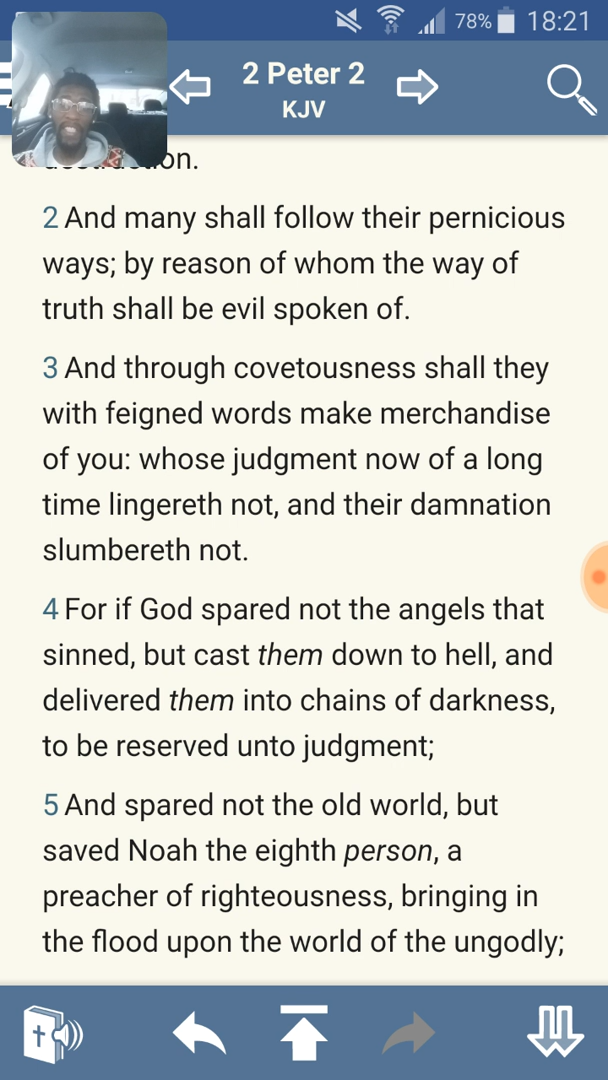 78% 18:21
2 Peter 2
KJV
on.
2 And many shall follow their pernicious
ways; by reason of whom the way of
truth shall be evil spoken of.
3 And through covetousness shall they
with feigned words make merchandise
of you: whose judgment now of a long
time lingereth not, and their damnation
slumbereth not.
4 For if God spared not the angels that
sinned, but cast them down to hell, and
delivered them into chains of darkness,
to be reserved unto judgment;
5 And spared not the old world, but
saved Noah the eighth person, a
preacher of righteousness, bringing in
the flood upon the world of the ungodly;